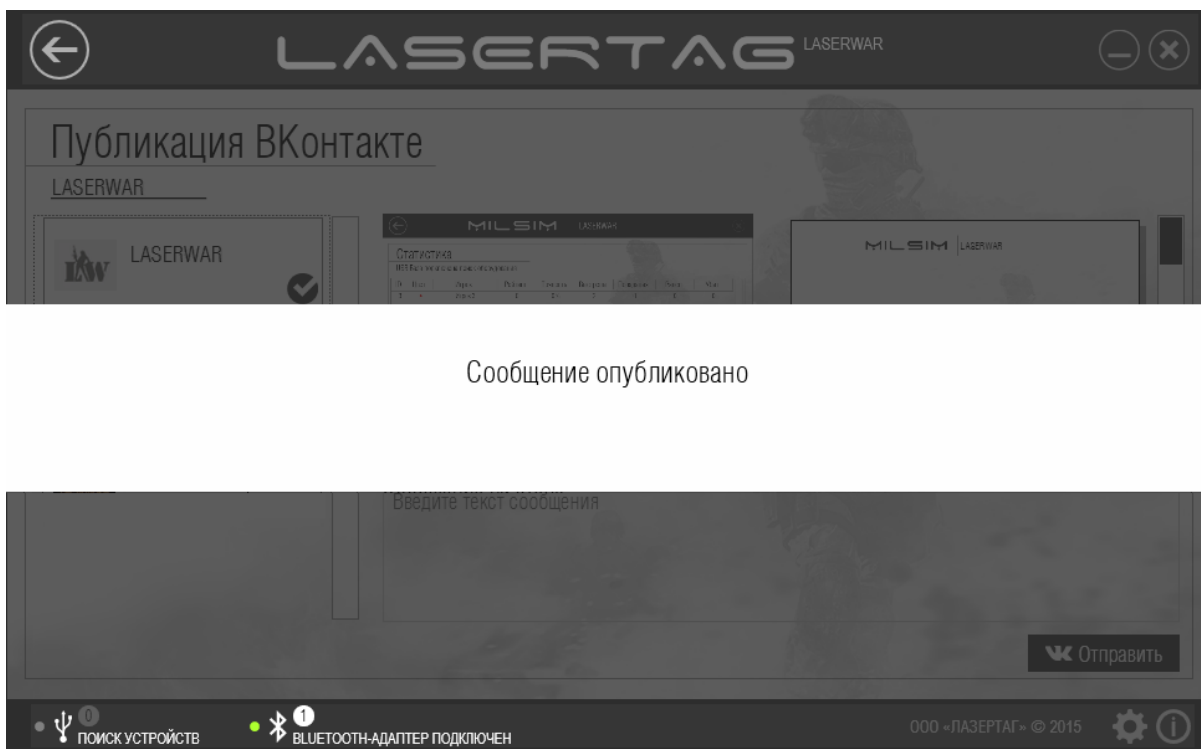 LASERTAG LASERWAR
Публикация ВКонтакте
LASERWAR
LASERWAR
MILSIM LASERWAR
Статистика
MILSIM LASERWAR
Сообщение опубликовано
Введите текст сообщения
Отправить
0
ПОИСК УСТРОЙСТВ
1
BLUETOOTH-АДАПТЕР ПОДКЛЮЧЕН
ООО «ЛАЗЕРТАГ» © 2015